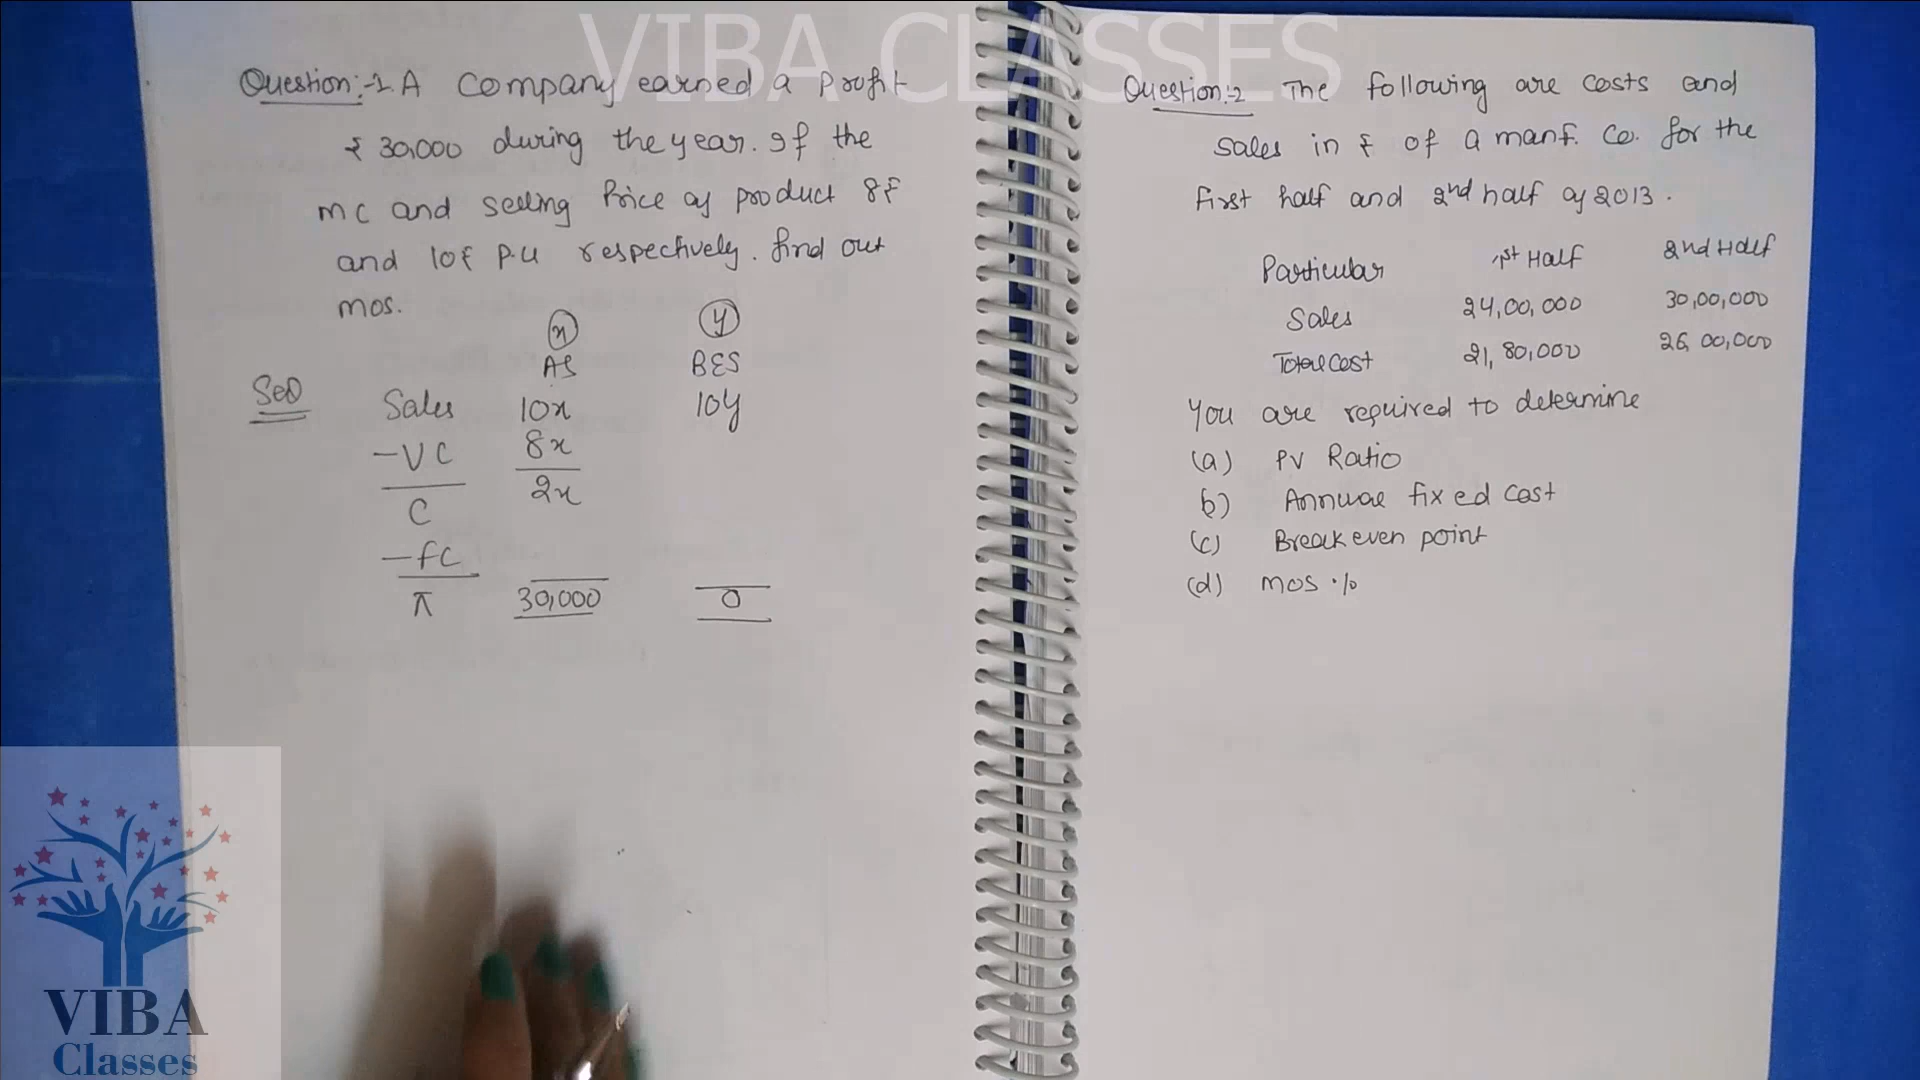 VIBA CLASSES
Question:-1 A Company earned a Profit
₹ 30,000 during the year. If the
MC and Selling Price of product 8₹
and 10₹ P.U respectively. find out
MOS.
Sol
x y
AS BES
Sales 10x 10y
-VC 8x
C 2x
-FC
π 30,000 0
Question:-2 The following are costs and
Sales in ₹ of a manf. Co. for the
first half and 2nd half of 2013.
Particular 1st Half 2nd Half
Sales 24,00,000 30,00,000
Total Cost 21,80,000 26,00,000
You are required to determine
(a) PV Ratio
b) Annual fixed Cost
(c) Break even point
(d) MOS %
VIBA
Classes